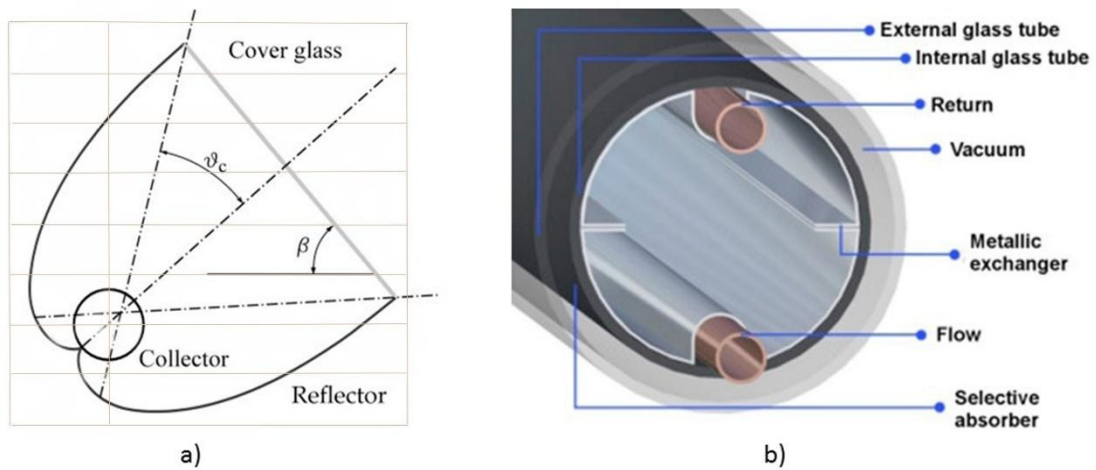 Cover glass
ϑc
β
Collector
Reflector
a)
External glass tube
Internal glass tube
Return
Vacuum
Metallic
exchanger
Flow
Selective
absorber
b)